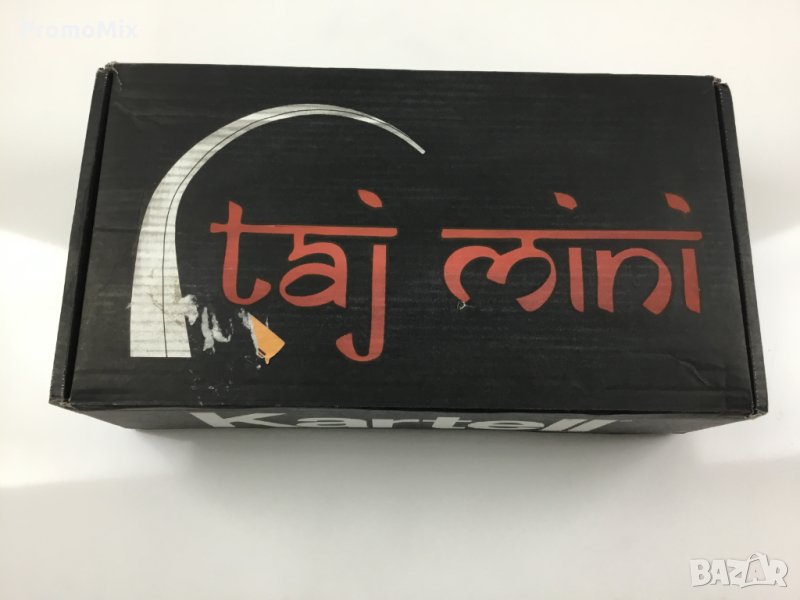 PromoMix
taj mini
Kartell
BAZAR